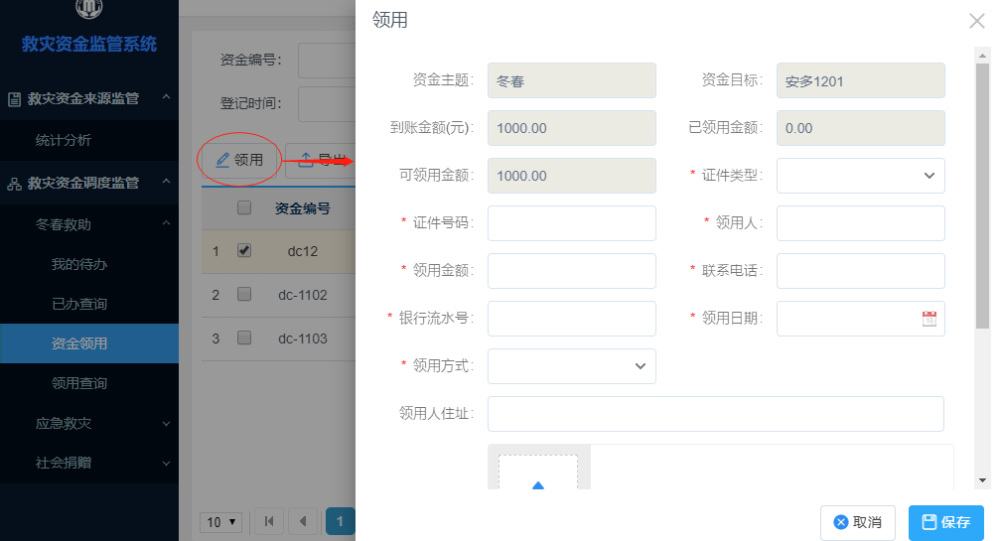 救灾资金监管系统
救灾资金来源监管
统计分析
救灾资金调度监管
冬春救助
我的待办
已办查询
资金领用
领用查询
应急救灾
社会捐赠
资金编号:
登记时间:
领用
导出
资金编号
1 dc12
2 dc-1102
3 dc-1103
10
1
领用
资金主题: 冬春 资金目标: 安多1201
到账金额(元): 1000.00 已领用金额: 0.00
可领用金额: 1000.00 * 证件类型:
* 证件号码: * 领用人:
* 领用金额: * 联系电话:
* 银行流水号: * 领用日期:
* 领用方式:
领用人住址:
取消 保存